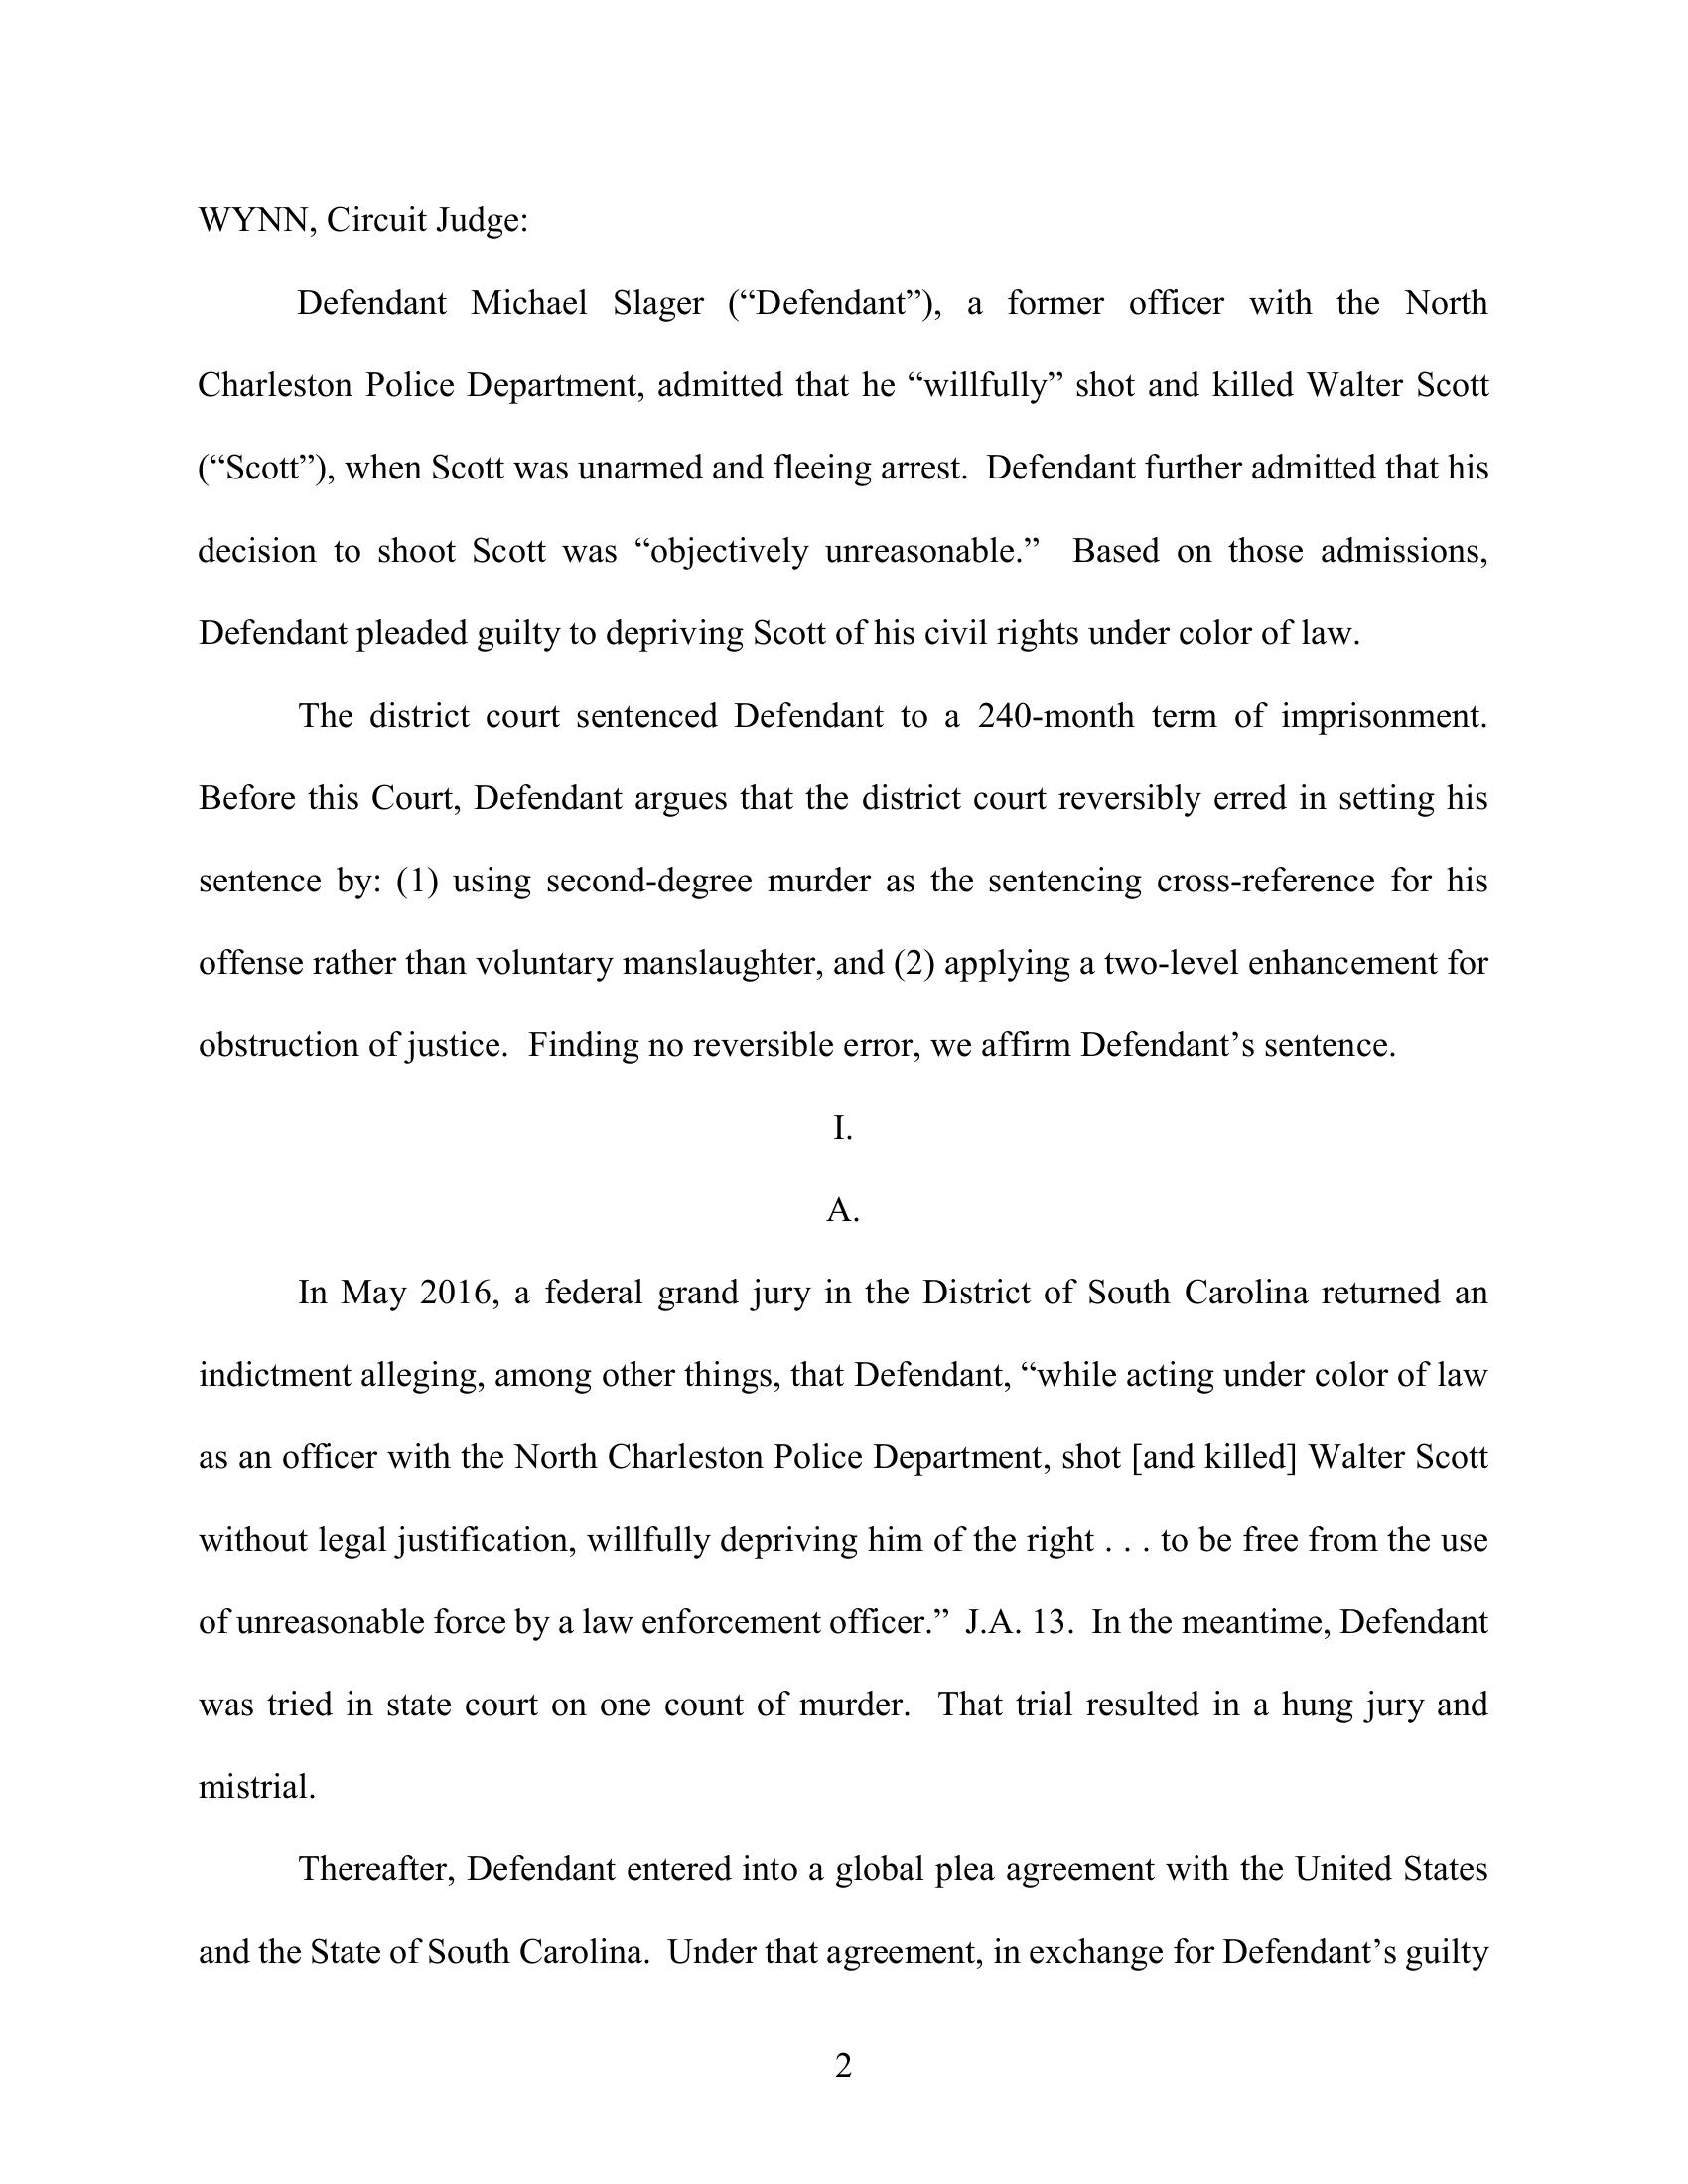 WYNN, Circuit Judge:
Defendant Michael Slager (“Defendant”), a former officer with the North
Charleston Police Department, admitted that he “willfully” shot and killed Walter Scott
(“Scott”), when Scott was unarmed and fleeing arrest.  Defendant further admitted that his
decision to shoot Scott was “objectively unreasonable.”  Based on those admissions,
Defendant pleaded guilty to depriving Scott of his civil rights under color of law.
The district court sentenced Defendant to a 240-month term of imprisonment.
Before this Court, Defendant argues that the district court reversibly erred in setting his
sentence by: (1) using second-degree murder as the sentencing cross-reference for his
offense rather than voluntary manslaughter, and (2) applying a two-level enhancement for
obstruction of justice.  Finding no reversible error, we affirm Defendant’s sentence.
I.
A.
In May 2016, a federal grand jury in the District of South Carolina returned an
indictment alleging, among other things, that Defendant, “while acting under color of law
as an officer with the North Charleston Police Department, shot [and killed] Walter Scott
without legal justification, willfully depriving him of the right . . . to be free from the use
of unreasonable force by a law enforcement officer.”  J.A. 13.  In the meantime, Defendant
was tried in state court on one count of murder.  That trial resulted in a hung jury and
mistrial.
Thereafter, Defendant entered into a global plea agreement with the United States
and the State of South Carolina.  Under that agreement, in exchange for Defendant’s guilty
2